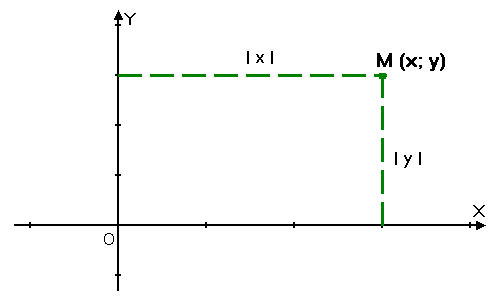 Y
| x |
M (x; y)
| y |
X
O